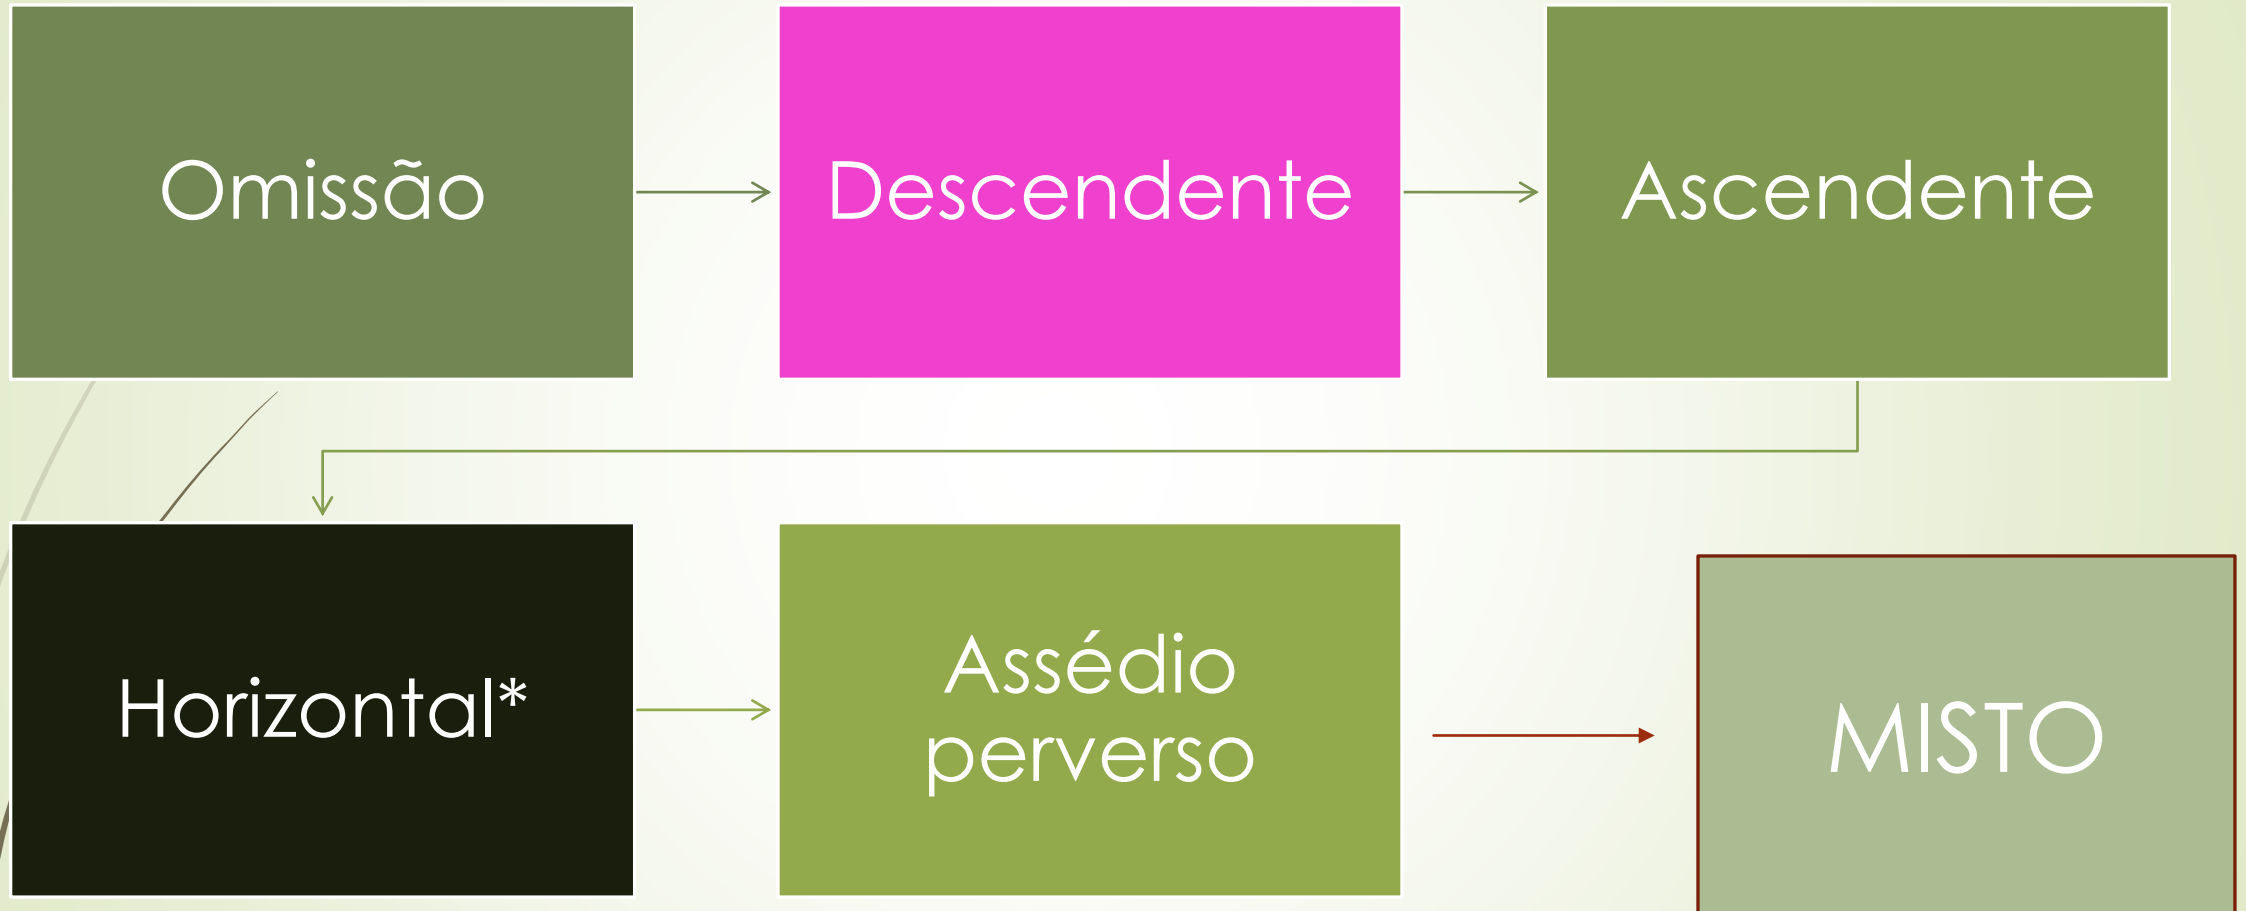 Omissão
Descendente
Ascendente
Horizontal*
Assédio
perverso
MISTO